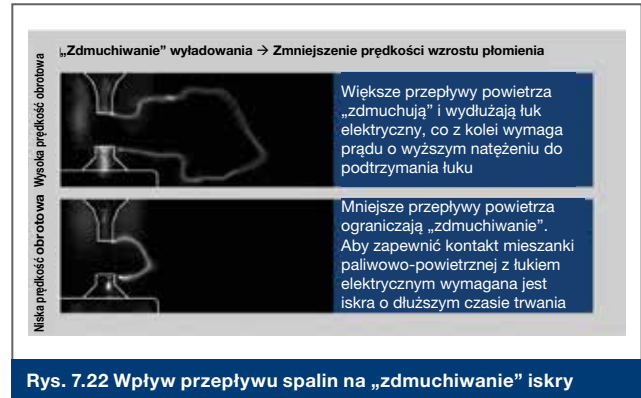 „Zdmuchiwanie” wyładowania → Zmniejszenie prędkości wzrostu płomienia
Wysoka prędkość obrotowa
Większe przepływy powietrza
„zdmuchują” i wydłużają łuk
elektryczny, co z kolei wymaga
prądu o wyższym natężeniu do
podtrzymania łuku
Niska prędkość obrotowa
Mniejsze przepływy powietrza
ograniczają „zdmuchiwanie”.
Aby zapewnić kontakt mieszanki
paliwowo-powietrznej z łukiem
elektrycznym wymagana jest
iskra o dłuższym czasie trwania
Rys. 7.22 Wpływ przepływu spalin na „zdmuchiwanie” iskry